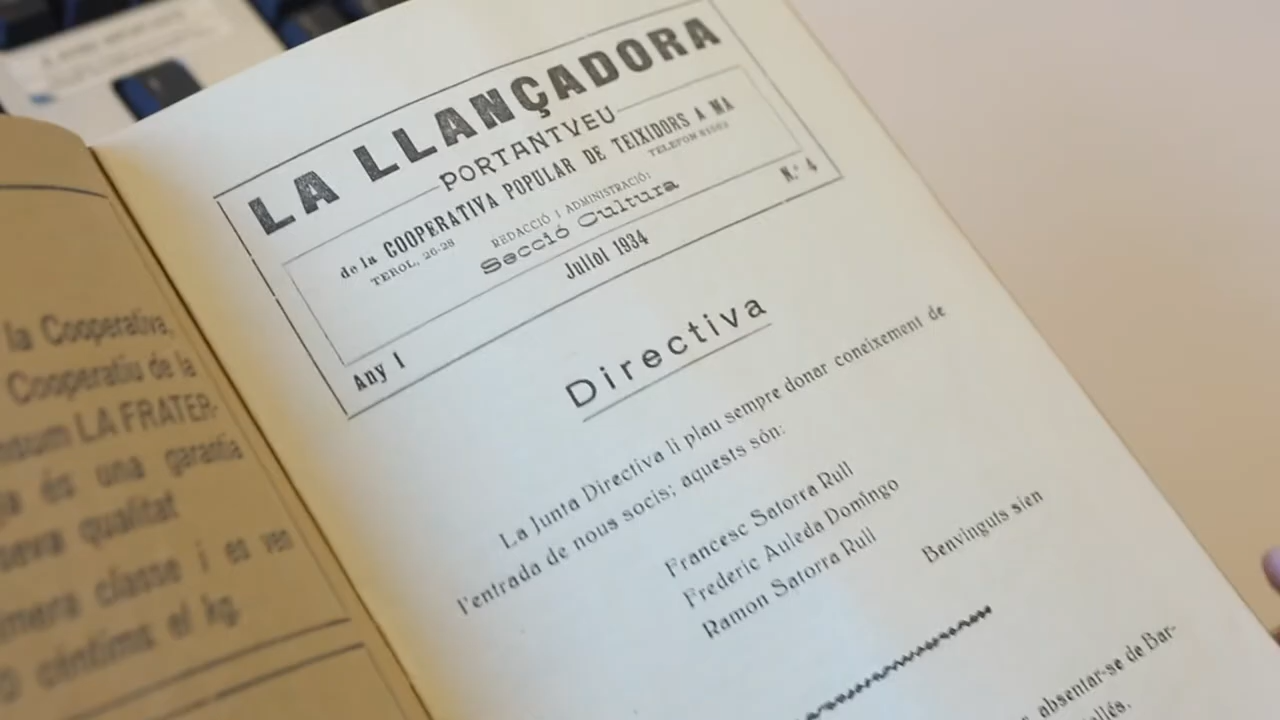 la Cooperativa,
Cooperatiu de la
LA FRATER-
és una garantia
seva qualitat
classe i es ven
cèntims el kg.
LA LLANÇADORA
PORTANTVEU
de la COOPERATIVA POPULAR DE TEIXIDORS A MA
TEROL, 26-28
REDACCIÓ I ADMINISTRACIÓ:
TELEFON
Secció Cultura
Any I
Juliol 1934
N.º 4
Directiva
La Junta Directiva li plau sempre donar coneixement de
l'entrada de nous socis; aquests són:
Francesc Satorra Rull
Frederic Auleda Domingo
Ramon Satorra Rull
Benvinguts sien
absentar-se de Bar-